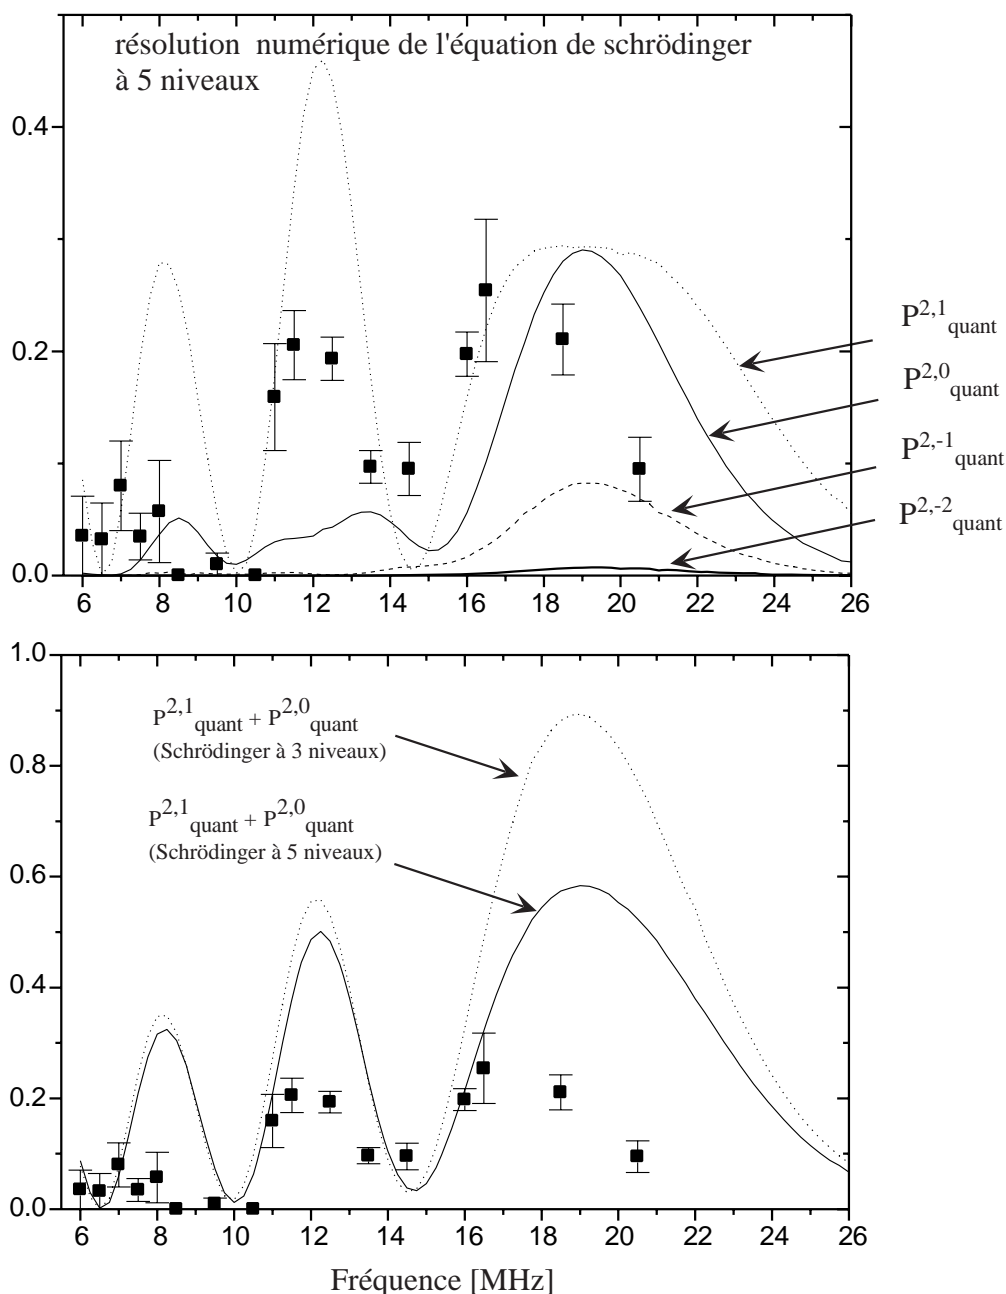 résolution numérique de l'équation de schrödinger
à 5 niveaux
0.4
0.2
0.0
6 8 10 12 14 16 18 20 22 24 26
P2,1quant
P2,0quant
P2,-1quant
P2,-2quant
1.0
0.8
0.6
0.4
0.2
0.0
P2,1quant + P2,0quant
(Schrödinger à 3 niveaux)
P2,1quant + P2,0quant
(Schrödinger à 5 niveaux)
6 8 10 12 14 16 18 20 22 24 26
Fréquence [MHz]